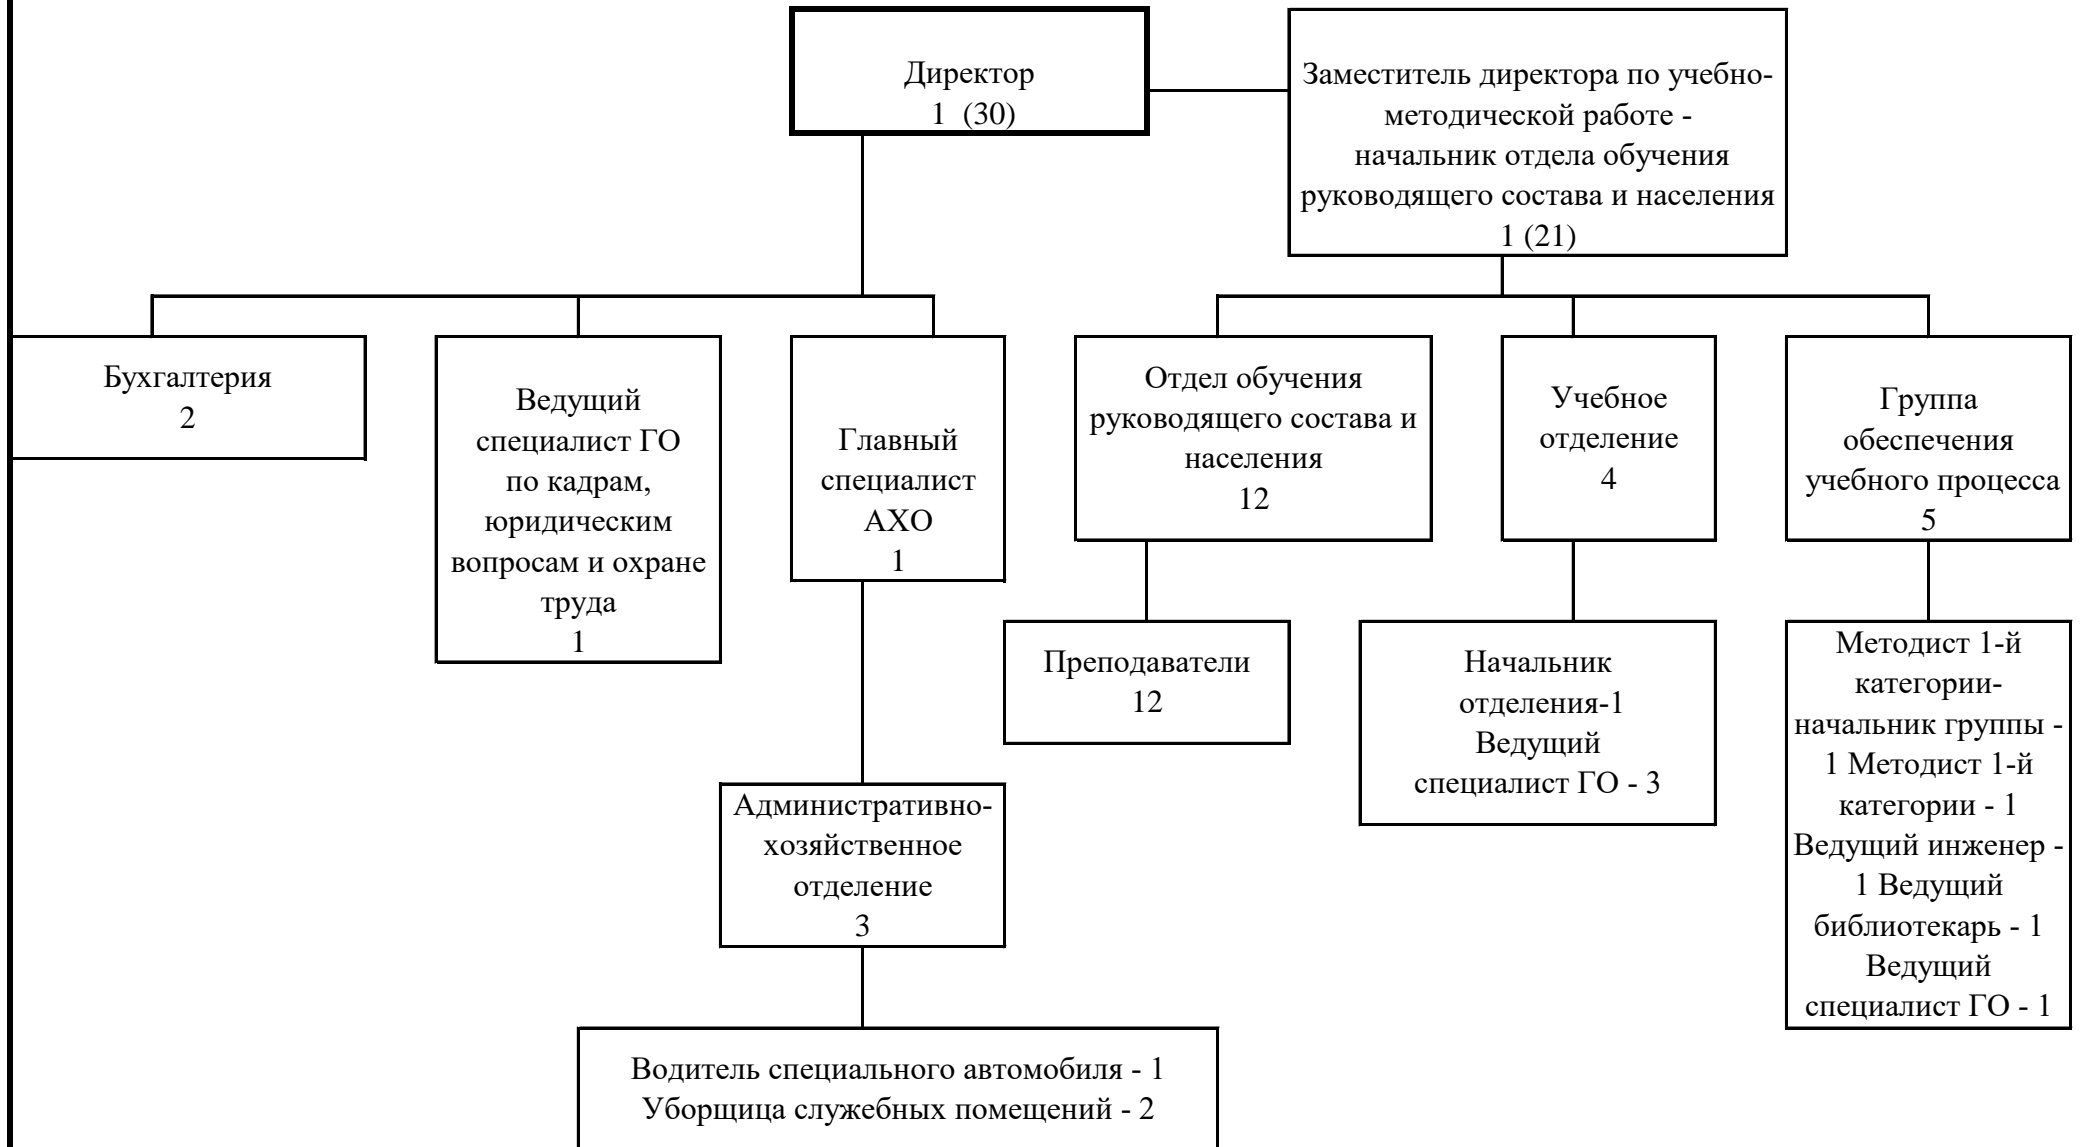 Директор
1 (30)
Заместитель директора по учебно-
методической работе -
начальник отдела обучения
руководящего состава и населения
1 (21)
Бухгалтерия
2
Ведущий
специалист ГО
по кадрам,
юридическим
вопросам и охране
труда
1
Главный
специалист
АХО
1
Отдел обучения
руководящего состава и
населения
12
Учебное
отделение
4
Группа
обеспечения
учебного процесса
5
Преподаватели
12
Начальник
отделения-1
Ведущий
специалист ГО - 3
Методист 1-й
категории-
начальник группы -
1 Методист 1-й
категории - 1
Ведущий инженер -
1 Ведущий
библиотекарь - 1
Ведущий
специалист ГО - 1
Административно-
хозяйственное
отделение
3
Водитель специального автомобиля - 1
Уборщица служебных помещений - 2